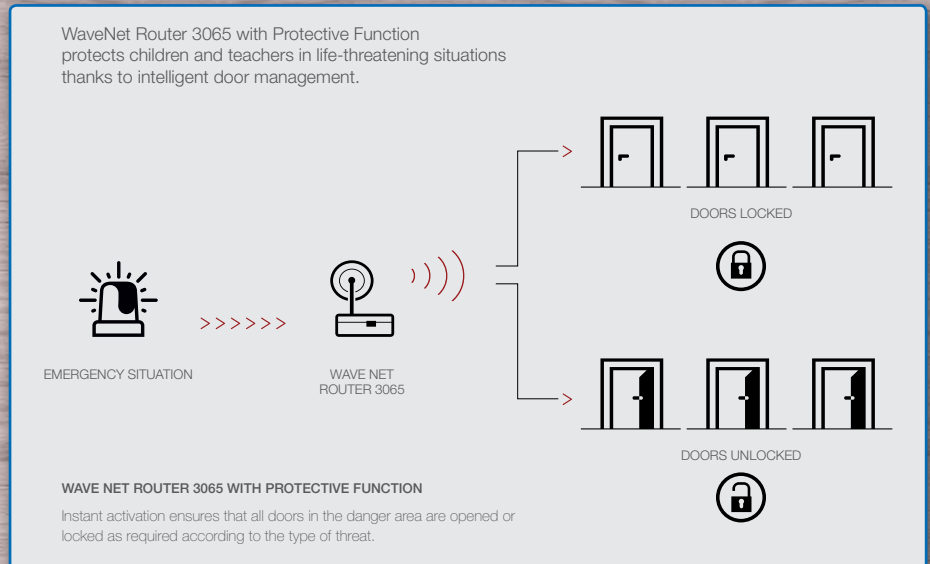 WaveNet Router 3065 with Protective Function
protects children and teachers in life-threatening situations
thanks to intelligent door management.
DOORS LOCKED
EMERGENCY SITUATION
WAVE NET
ROUTER 3065
DOORS UNLOCKED
WAVE NET ROUTER 3065 WITH PROTECTIVE FUNCTION
Instant activation ensures that all doors in the danger area are opened or
locked as required according to the type of threat.